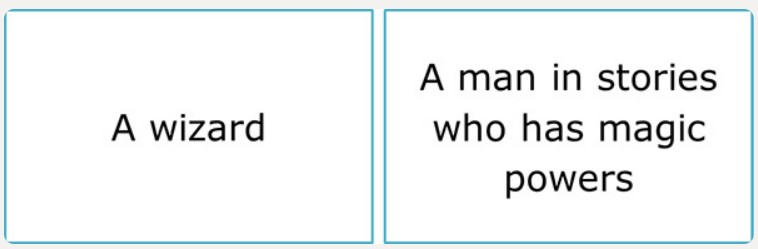 A wizard
A man in stories
who has magic
powers